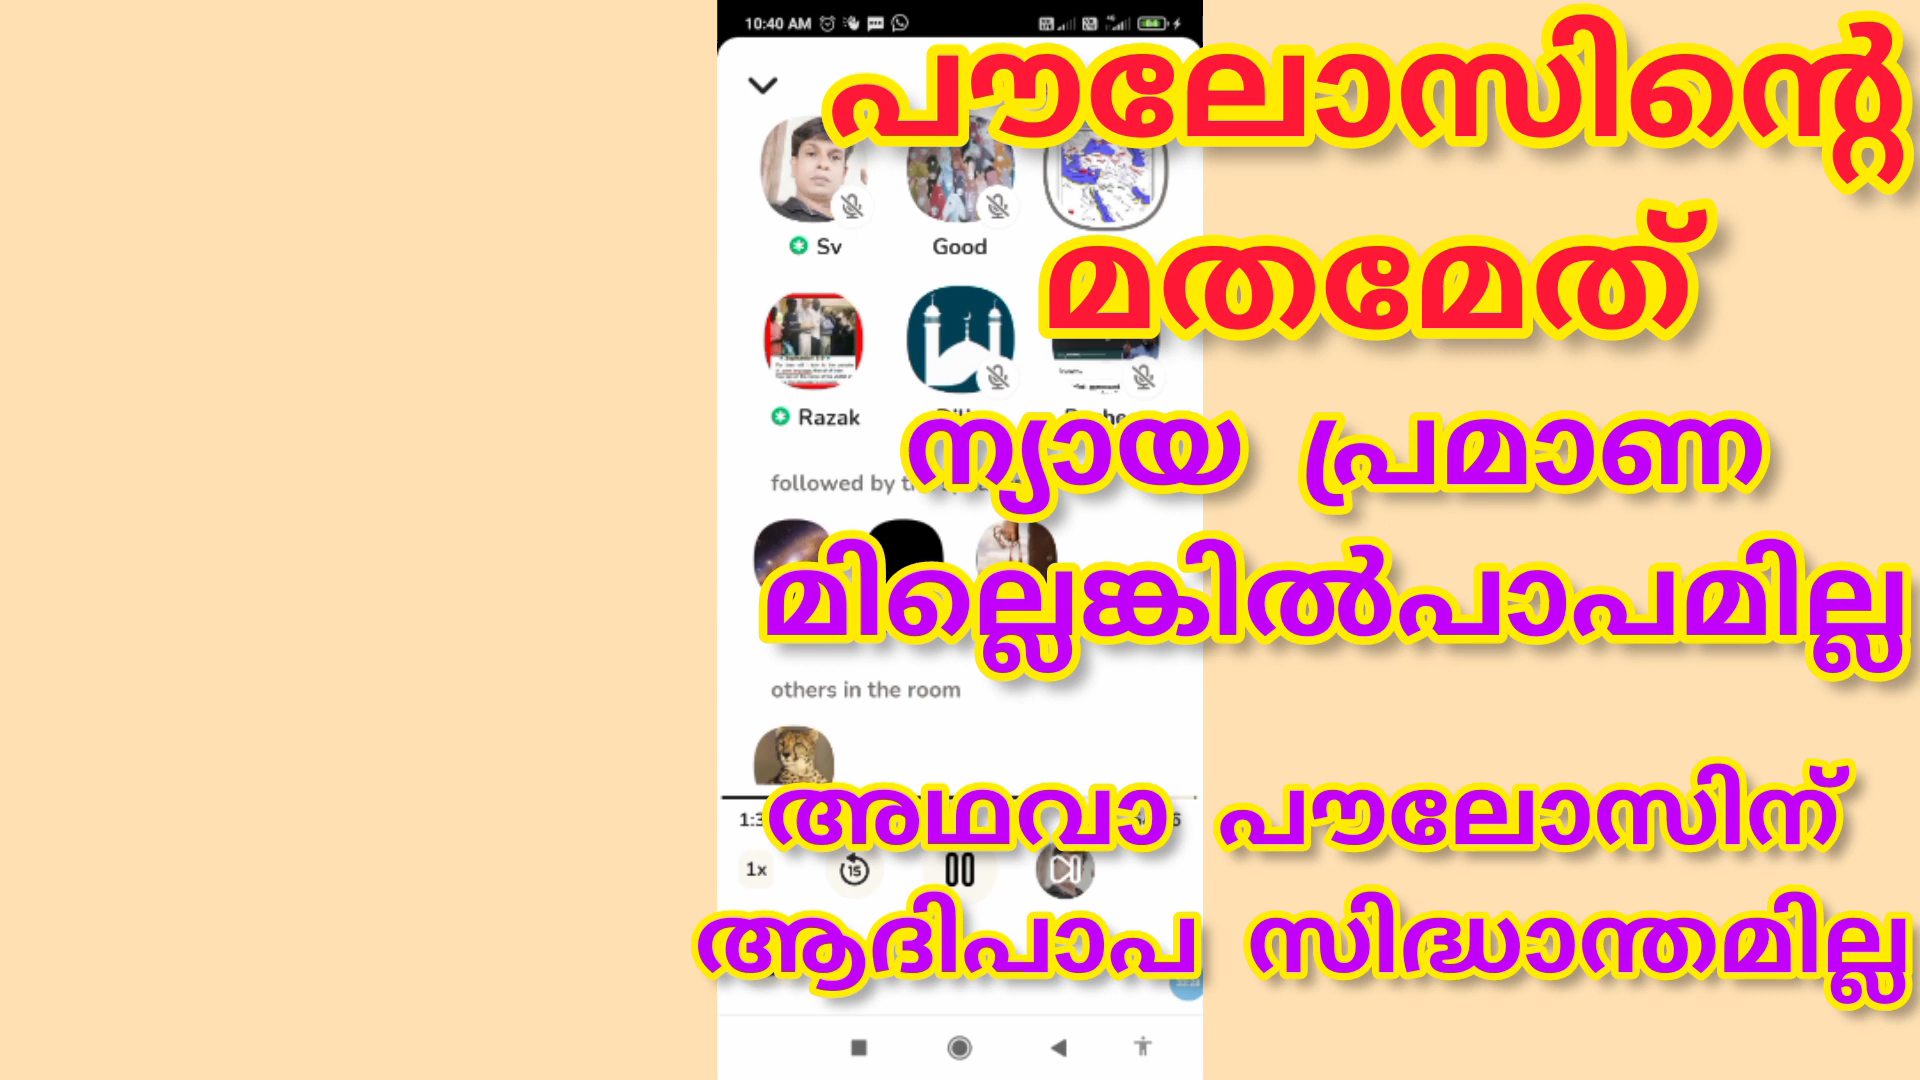 10:40 AM
പൗലോസിന്റെ
മതമേത്
Sv
Good
Razak
ന്യായ പ്രമാണ
followed by
മില്ലെങ്കിൽപാപമില്ല
others in the room
അഥവാ പൗലോസിന്
1x
15
ആദിപാപ സിദ്ധാന്തമില്ല